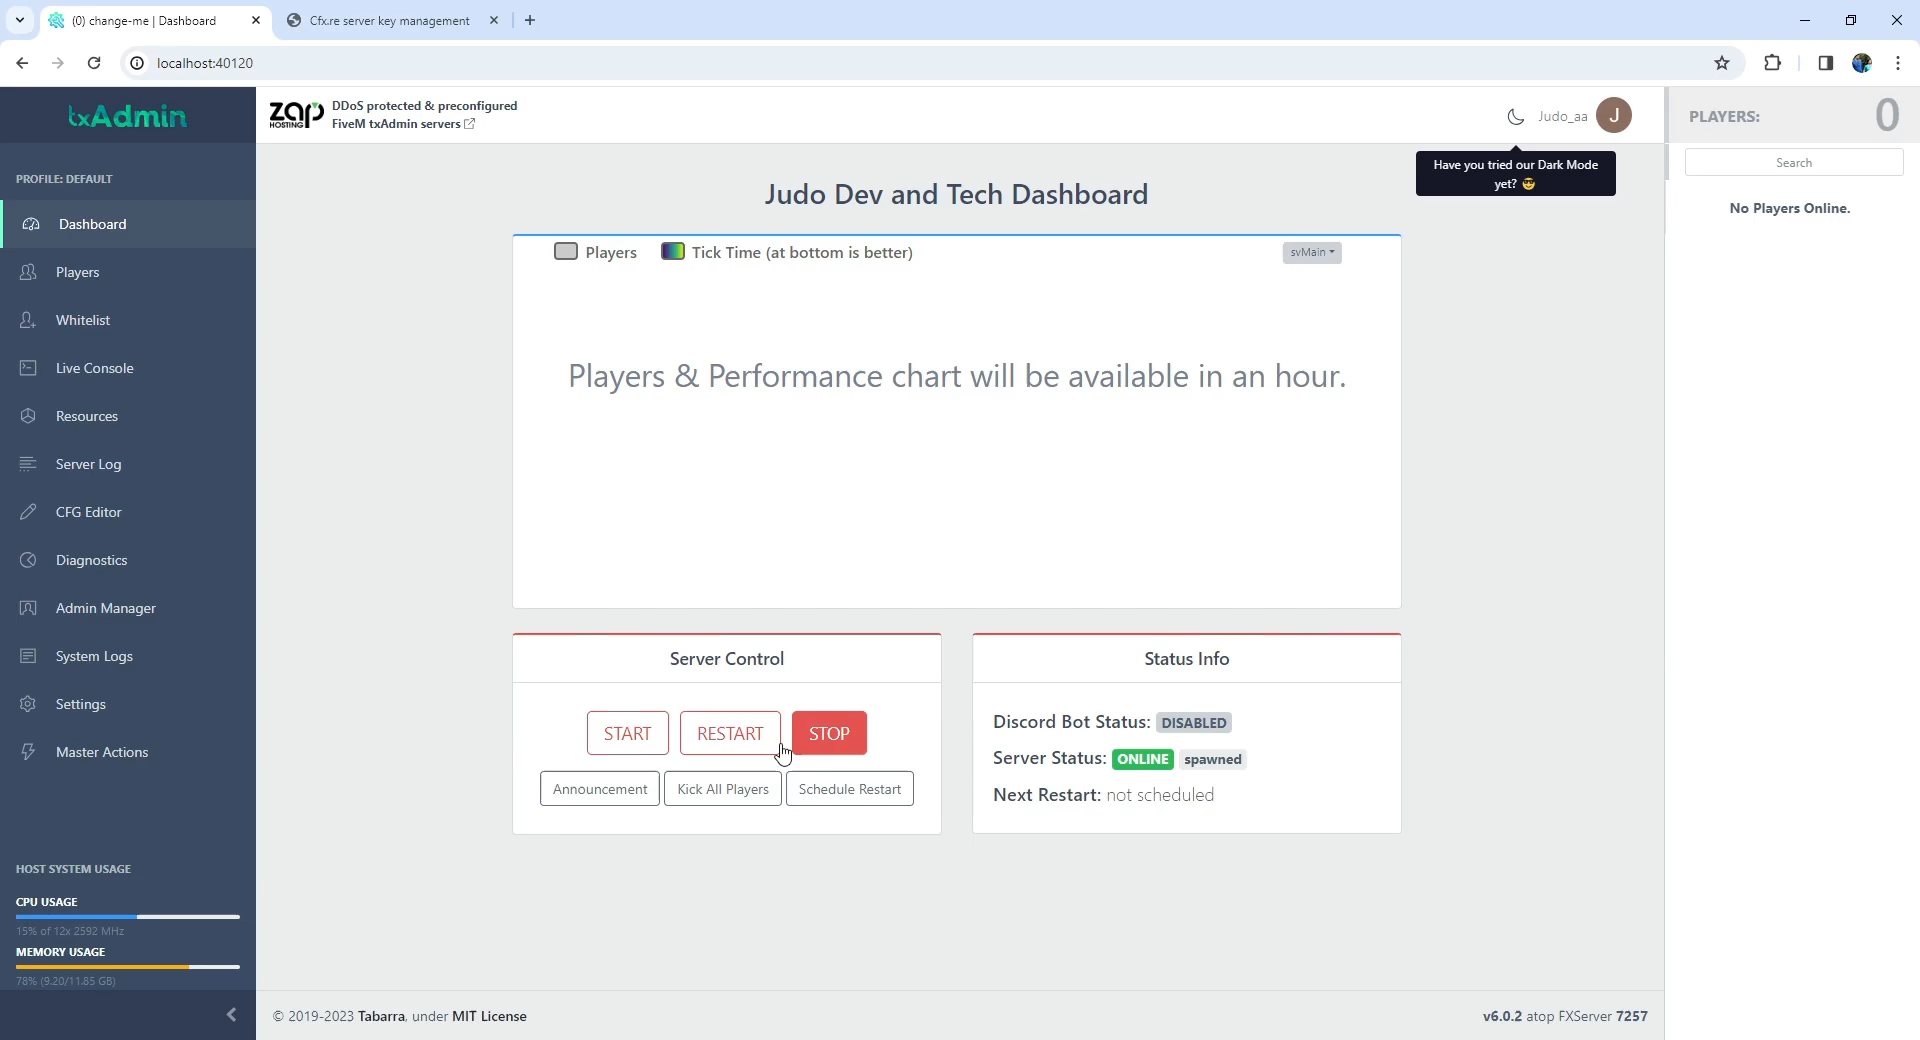 (0) change-me | Dashboard
Cfx.re server key management
localhost:40120
txAdmin
ZAP HOSTING
DDoS protected & preconfigured
FiveM txAdmin servers
Judo_aa
J
PLAYERS:
0
Have you tried our Dark Mode
yet? 😎
Search
No Players Online.
PROFILE: DEFAULT
Dashboard
Players
Whitelist
Live Console
Resources
Server Log
CFG Editor
Diagnostics
Admin Manager
System Logs
Settings
Master Actions
HOST SYSTEM USAGE
CPU USAGE
15% of 12x 2592 MHz
MEMORY USAGE
78% (9.20/11.85 GB)
Judo Dev and Tech Dashboard
Players
Tick Time (at bottom is better)
svMain
Players & Performance chart will be available in an hour.
Server Control
START
RESTART
STOP
Announcement
Kick All Players
Schedule Restart
Status Info
Discord Bot Status: DISABLED
Server Status: ONLINE spawned
Next Restart: not scheduled
© 2019-2023 Tabarra, under MIT License
v6.0.2 atop FXServer 7257